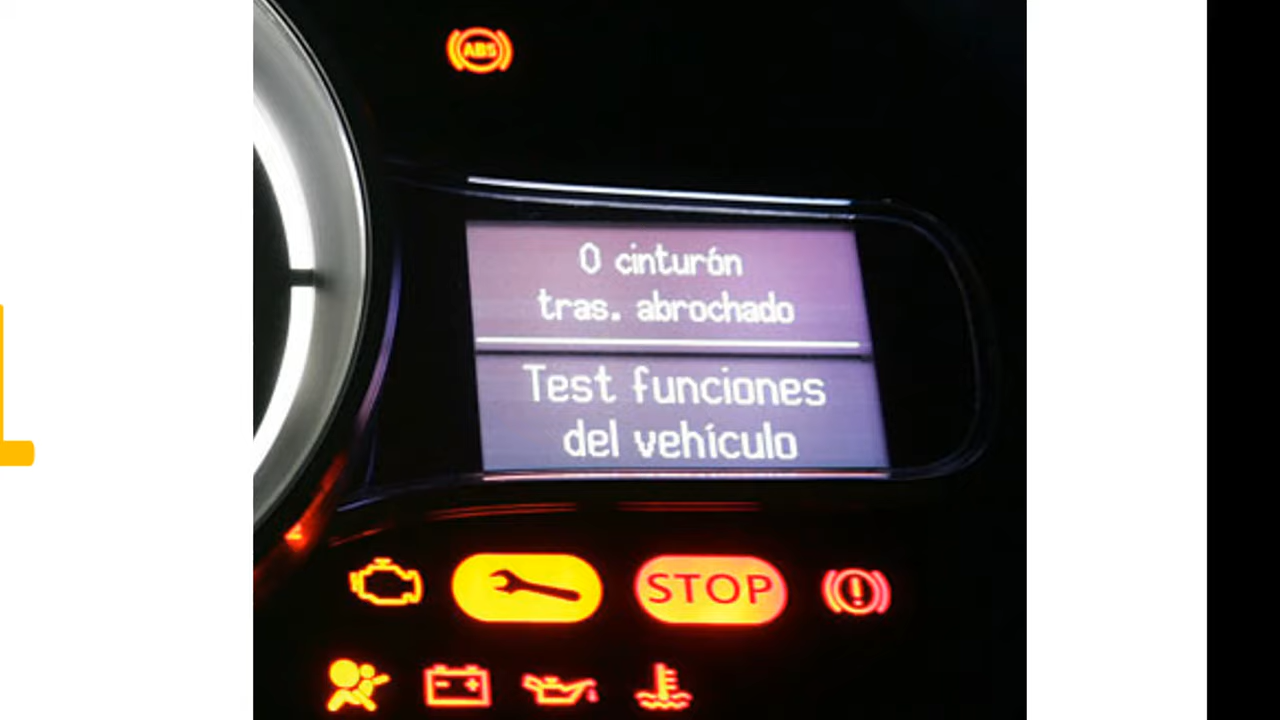 ABS
0 cinturón
tras. abrochado
Test funciones
del vehículo
STOP